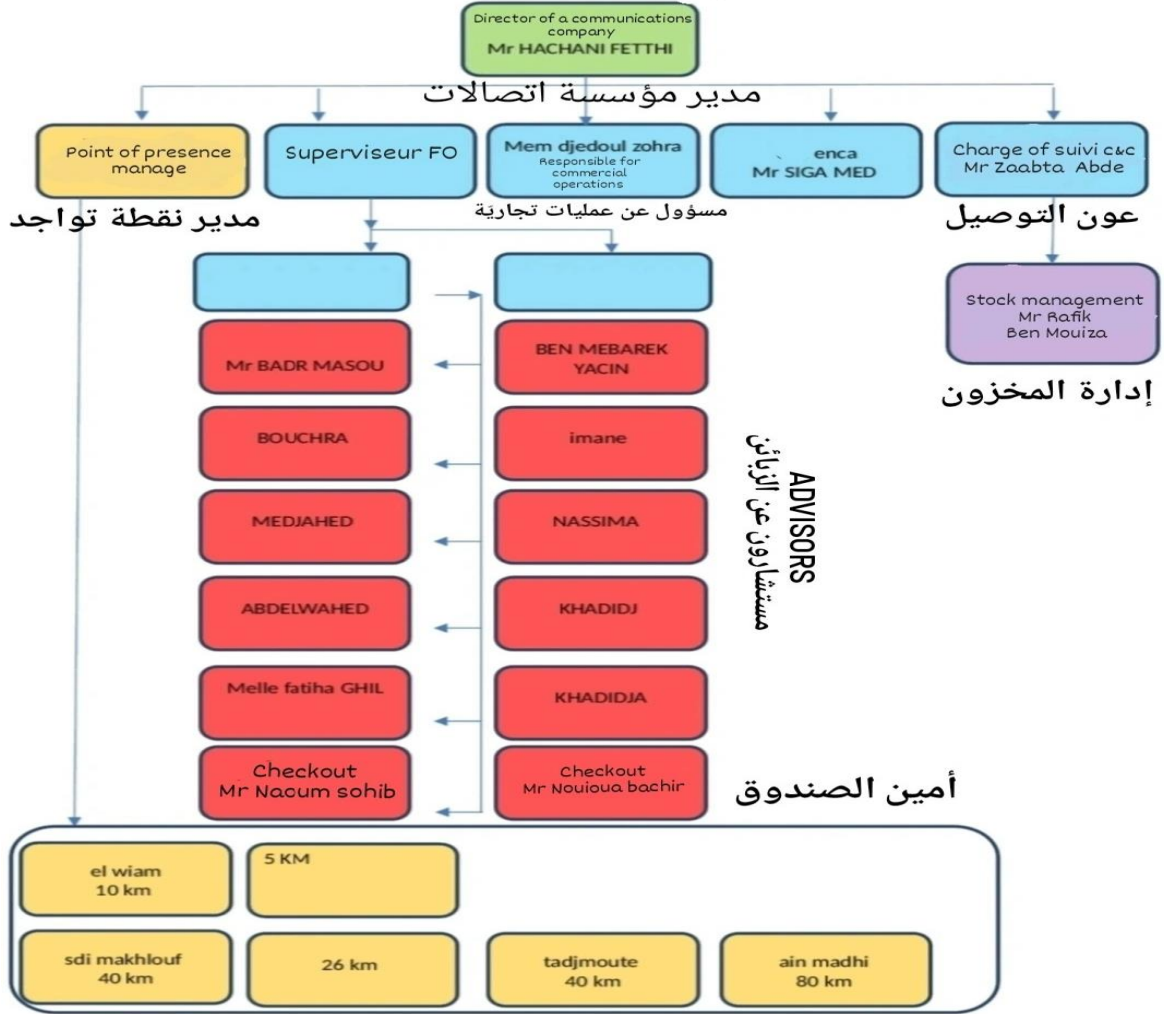 Director of a communications
company
Mr HACHANI FETTHI
مدير مؤسسة اتصالات
Point of presence
manage
Superviseur FO
Mem djedoul zohra
Responsible for
commercial
operations
enca
Mr SIGA MED
Charge of suivi c&c
Mr Zaabta Abde
مدير نقطة تواجد
مسؤول عن عمليات تجارية
عون التوصيل
Stock management
Mr Rafik
Ben Mouiza
إدارة المخزون
Mr BADR MASOU
BEN MEBAREK
YACIN
BOUCHRA
imane
MEDJAHED
NASSIMA
ABDELWAHED
KHADIDJ
Melle fatiha GHIL
KHADIDJA
ADVISORS
مستشارون عن الزبائن
Checkout
Mr Nacum sohib
Checkout
Mr Nouioua bachir
أمين الصندوق
el wiam
10 km
5 KM
sdi makhlouf
40 km
26 km
tadjmoute
40 km
ain madhi
80 km